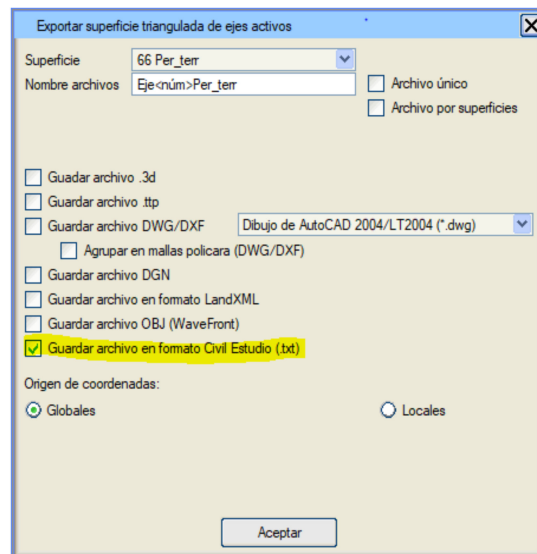 Exportar superficie triangulada de ejes activos
Superficie 66 Per_terr
Nombre archivos Eje<núm>Per_terr Archivo único
Archivo por superficies
Guadar archivo .3d
Guardar archivo .ttp
Guardar archivo DWG/DXF Dibujo de AutoCAD 2004/LT2004 (*.dwg)
Agrupar en mallas policara (DWG/DXF)
Guardar archivo DGN
Guardar archivo en formato LandXML
Guardar archivo OBJ (WaveFront)
Guardar archivo en formato Civil Estudio (.txt)
Origen de coordenadas:
Globales Locales
Aceptar